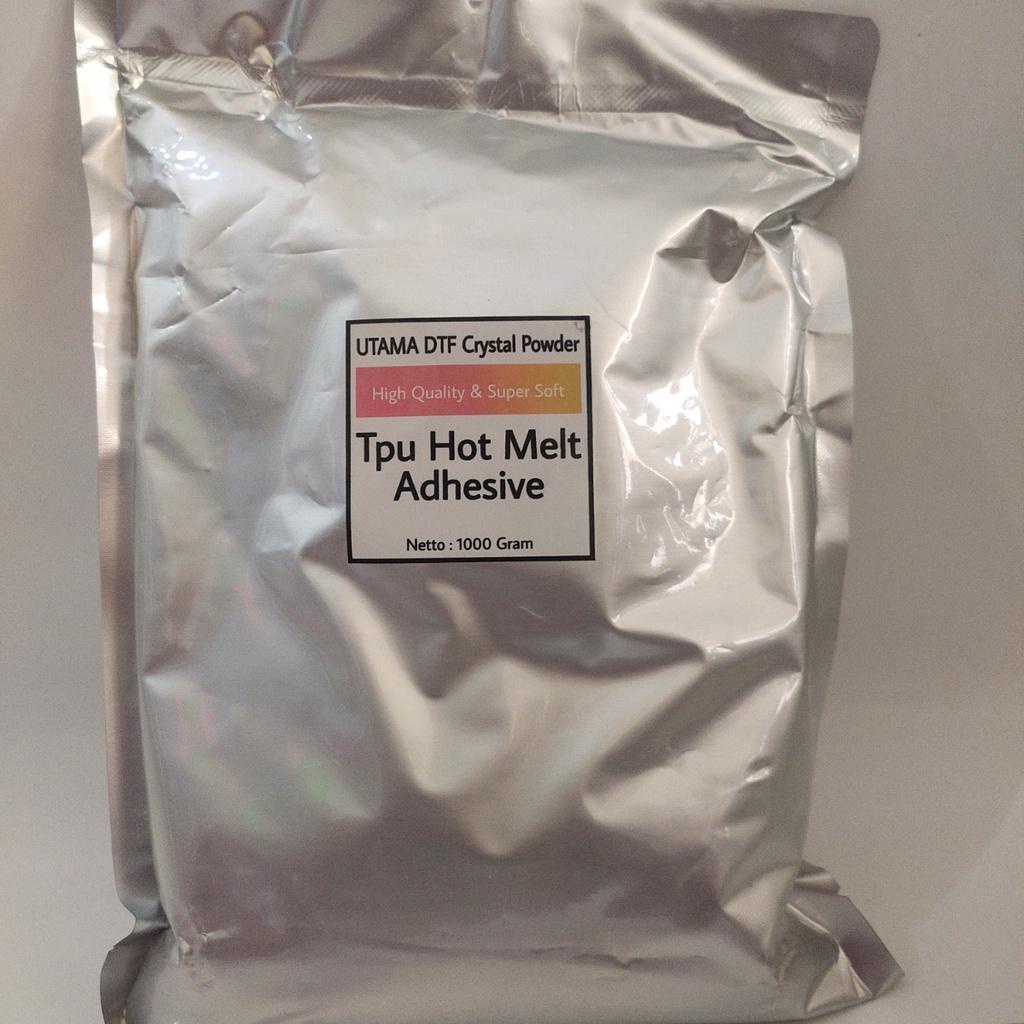 UTAMA DTF Crystal Powder
High Quality & Super Soft
Tpu Hot Melt
Adhesive
Netto : 1000 Gram